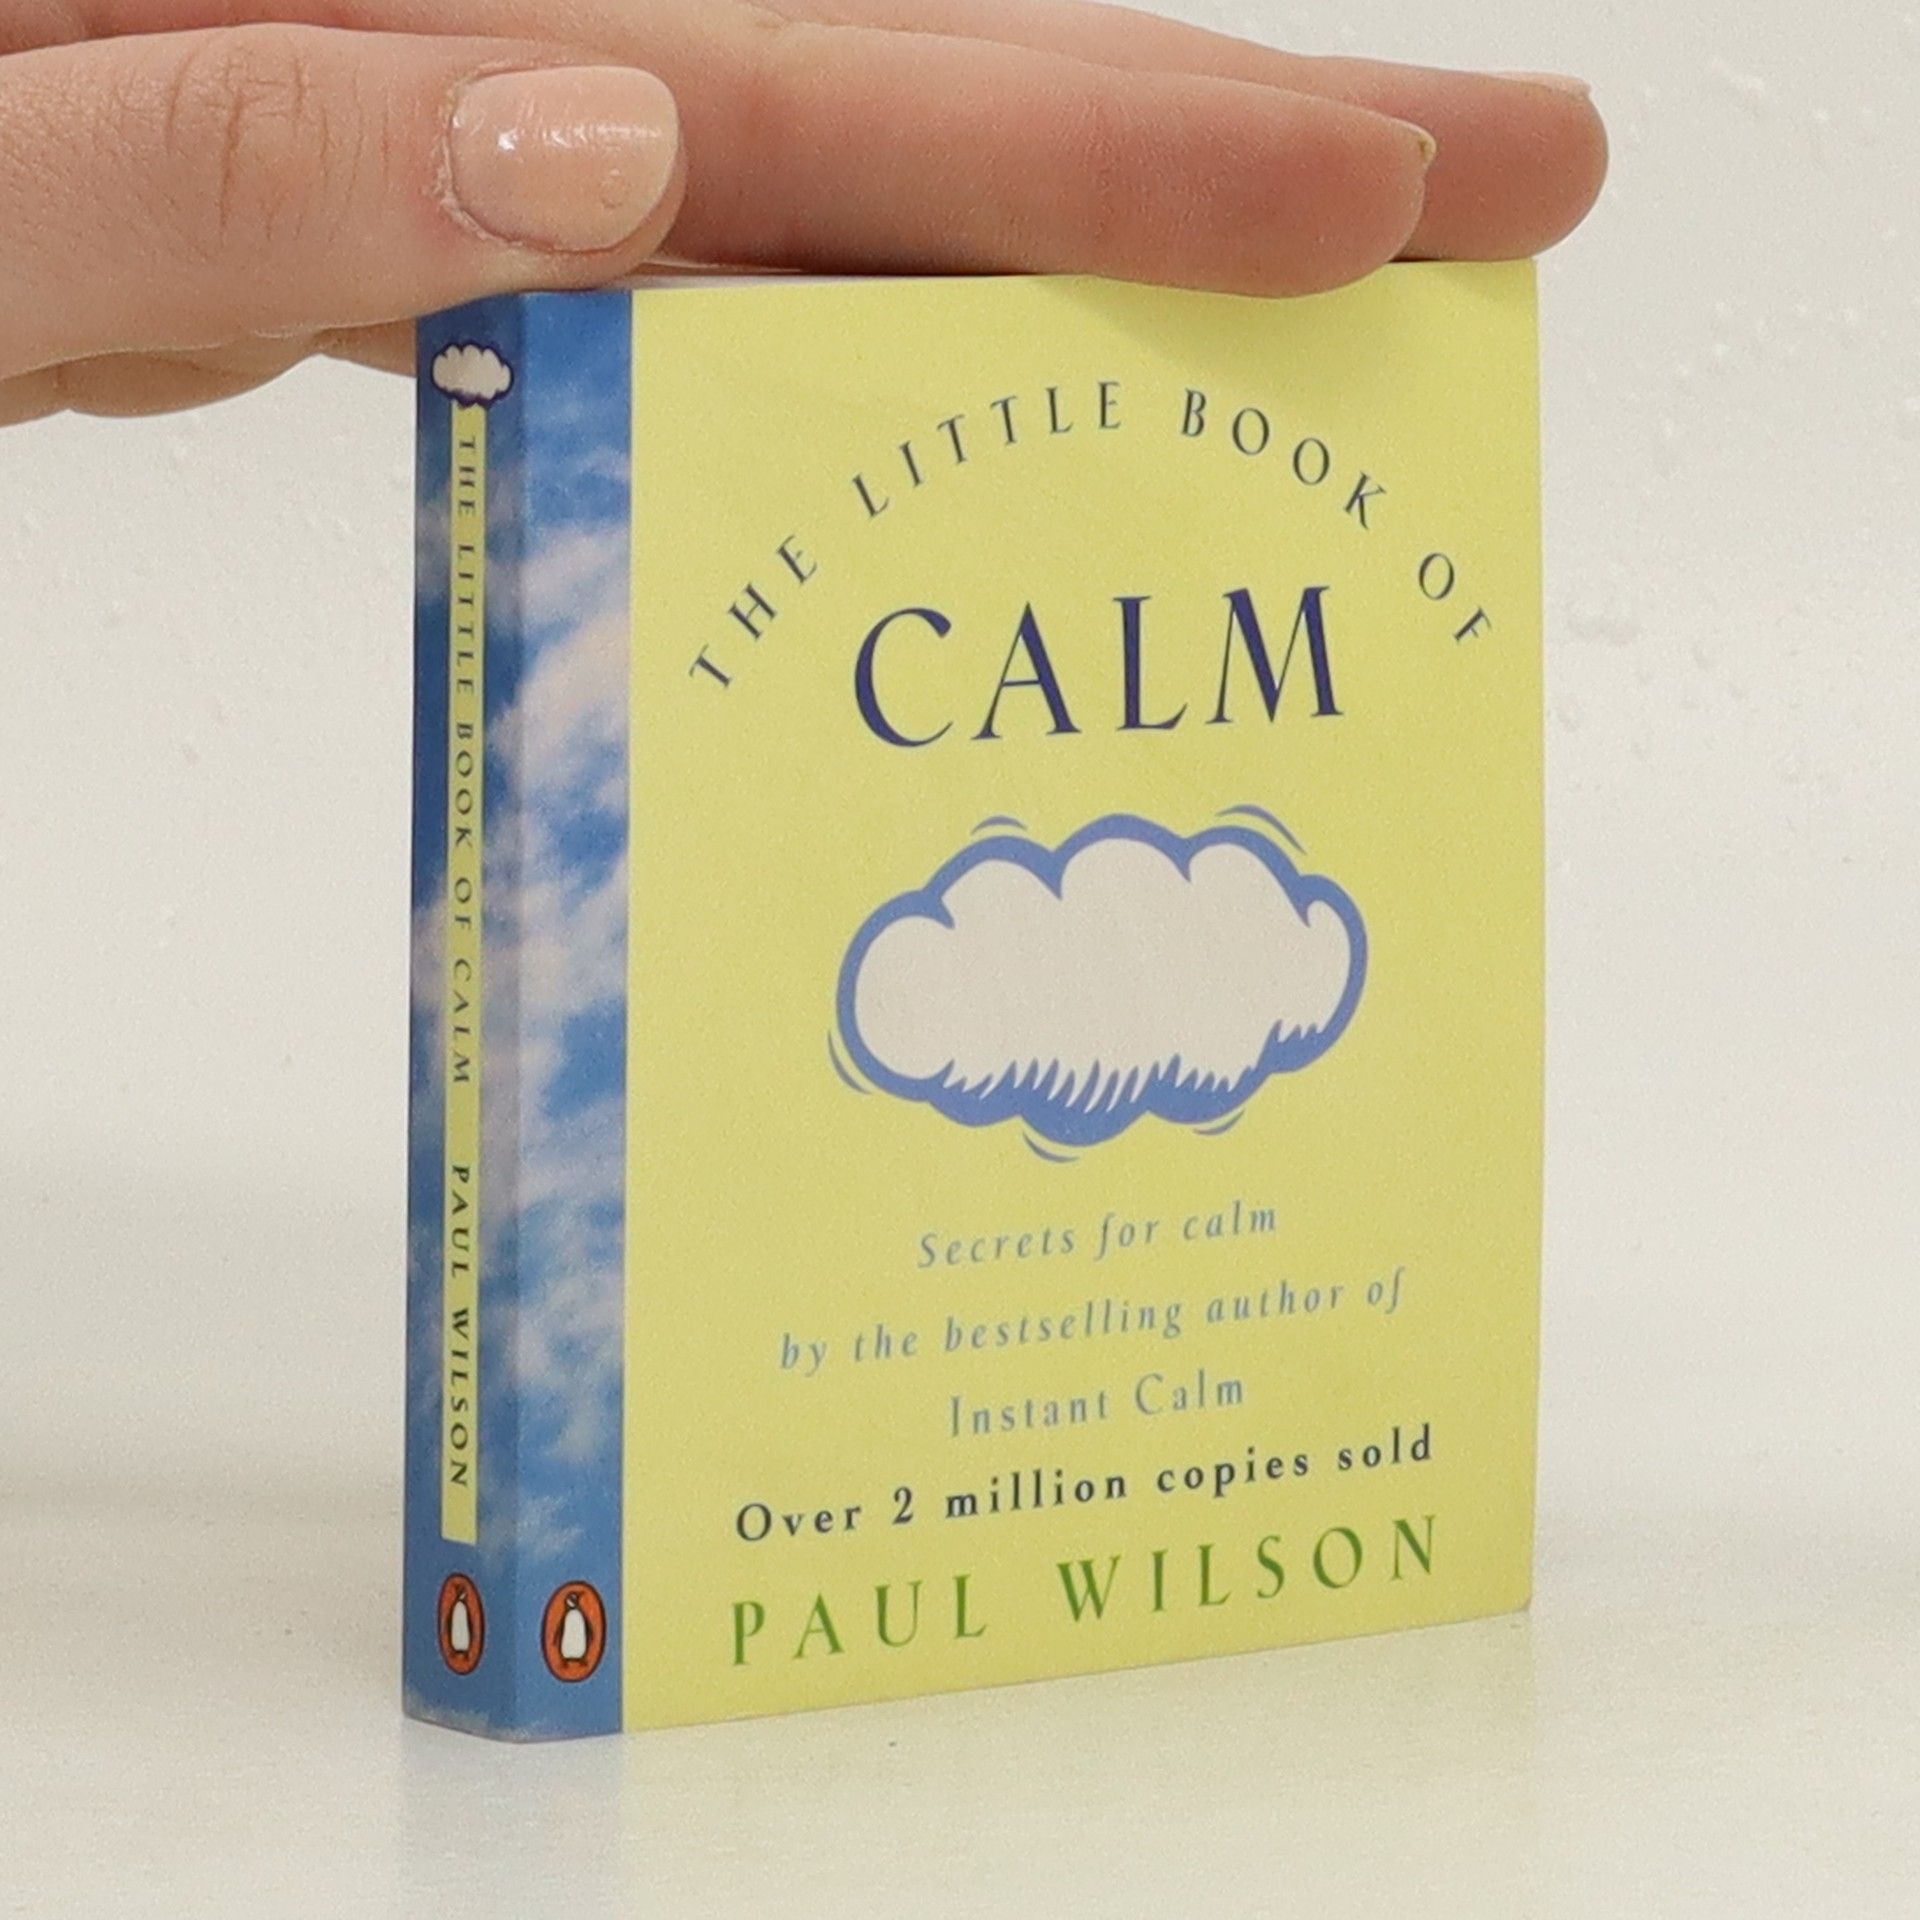 THE LITTLE BOOK OF CALM PAUL WILSON
THE LITTLE BOOK OF
CALM
Secrets for calm
by the bestselling author of
Instant Calm
Over 2 million copies sold
PAUL WILSON